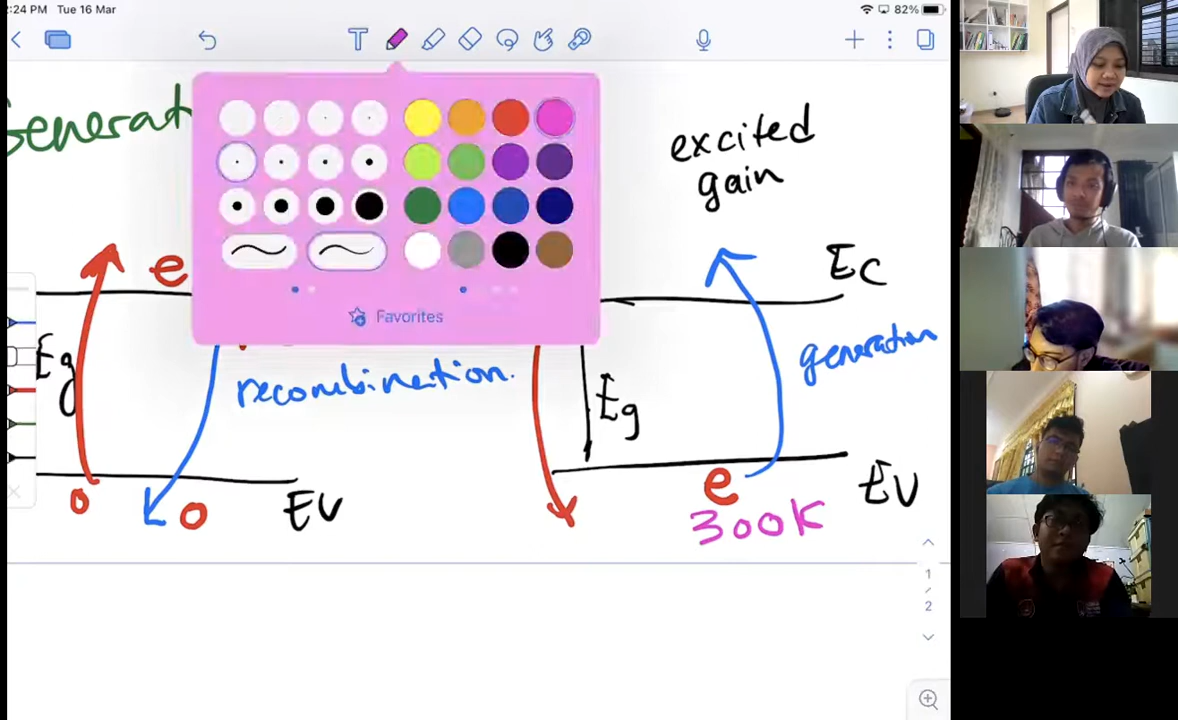 :24 PM Tue 16 Mar
82%
T
Generat
excited
gain
e
Ec
Favorites
generation
Eg
recombination.
Eg
e
Ev
o
o
Ev
300K
1
2